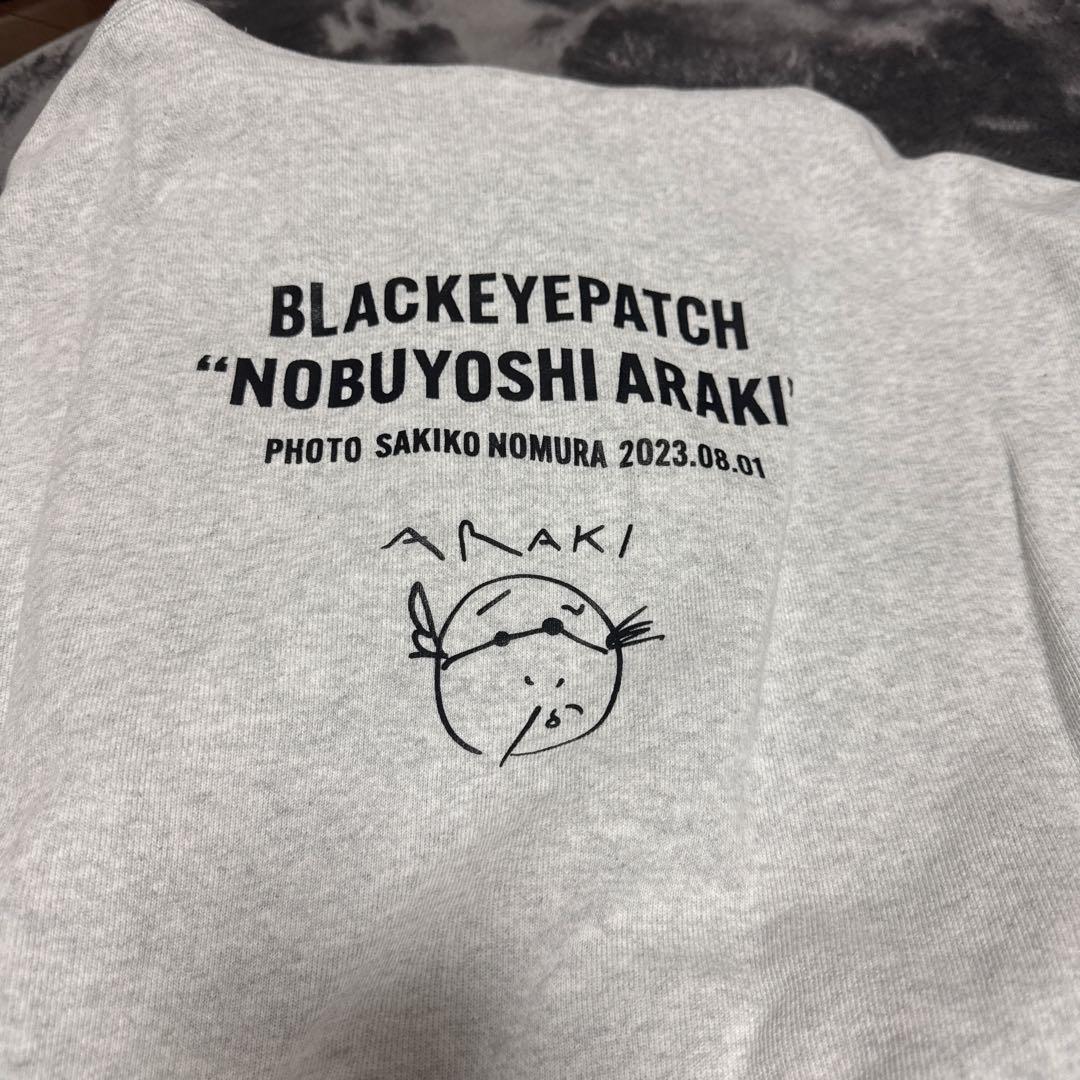 BLACKEYEPATCH
“NOBUYOSHI ARAKI”
PHOTO SAKIKO NOMURA 2023.08.01
ARAKI